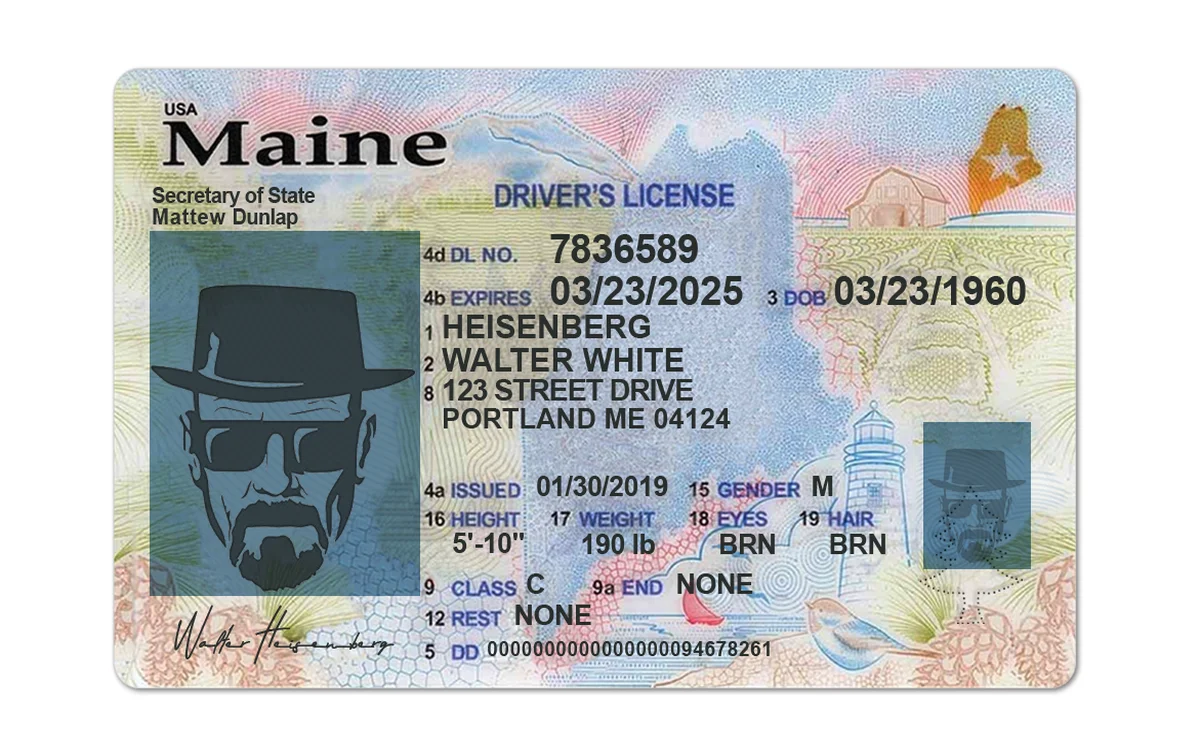 USA
Maine
Secretary of State
Mattew Dunlap
DRIVER'S LICENSE
4d DL NO. 7836589
4b EXPIRES 03/23/2025 3 DOB 03/23/1960
1 HEISENBERG
2 WALTER WHITE
8 123 STREET DRIVE
PORTLAND ME 04124
4a ISSUED 01/30/2019 15 GENDER M
16 HEIGHT 17 WEIGHT 18 EYES 19 HAIR
5'-10" 190 lb BRN BRN
9 CLASS C 9a END NONE
12 REST NONE
5 DD 0000000000000000094678261
Walter Heisenberg